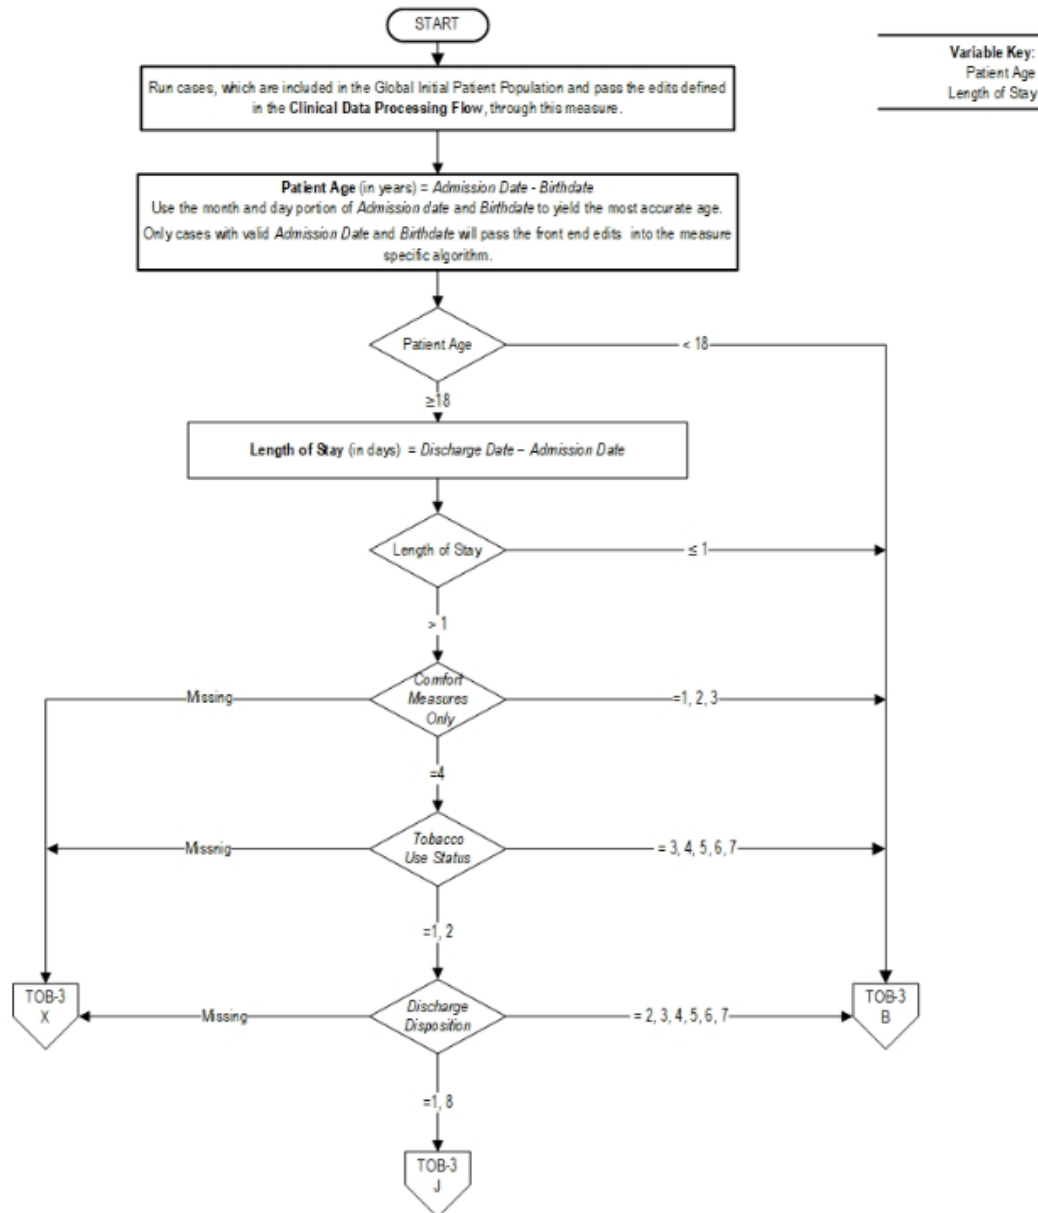 START
Variable Key:
Patient Age
Length of Stay
Run cases, which are included in the Global Initial Patient Population and pass the edits defined
in the Clinical Data Processing Flow, through this measure.
Patient Age (in years) = Admission Date - Birthdate
Use the month and day portion of Admission date and Birthdate to yield the most accurate age.
Only cases with valid Admission Date and Birthdate will pass the front end edits into the measure
specific algorithm.
Patient Age
< 18
≥18
Length of Stay (in days) = Discharge Date – Admission Date
Length of Stay
≤ 1
> 1
Missing
Comfort
Measures
Only
=1, 2, 3
=4
Missnig
Tobacco
Use Status
= 3, 4, 5, 6, 7
=1, 2
TOB-3
X
Missing
Discharge
Disposition
= 2, 3, 4, 5, 6, 7
TOB-3
B
=1, 8
TOB-3
J